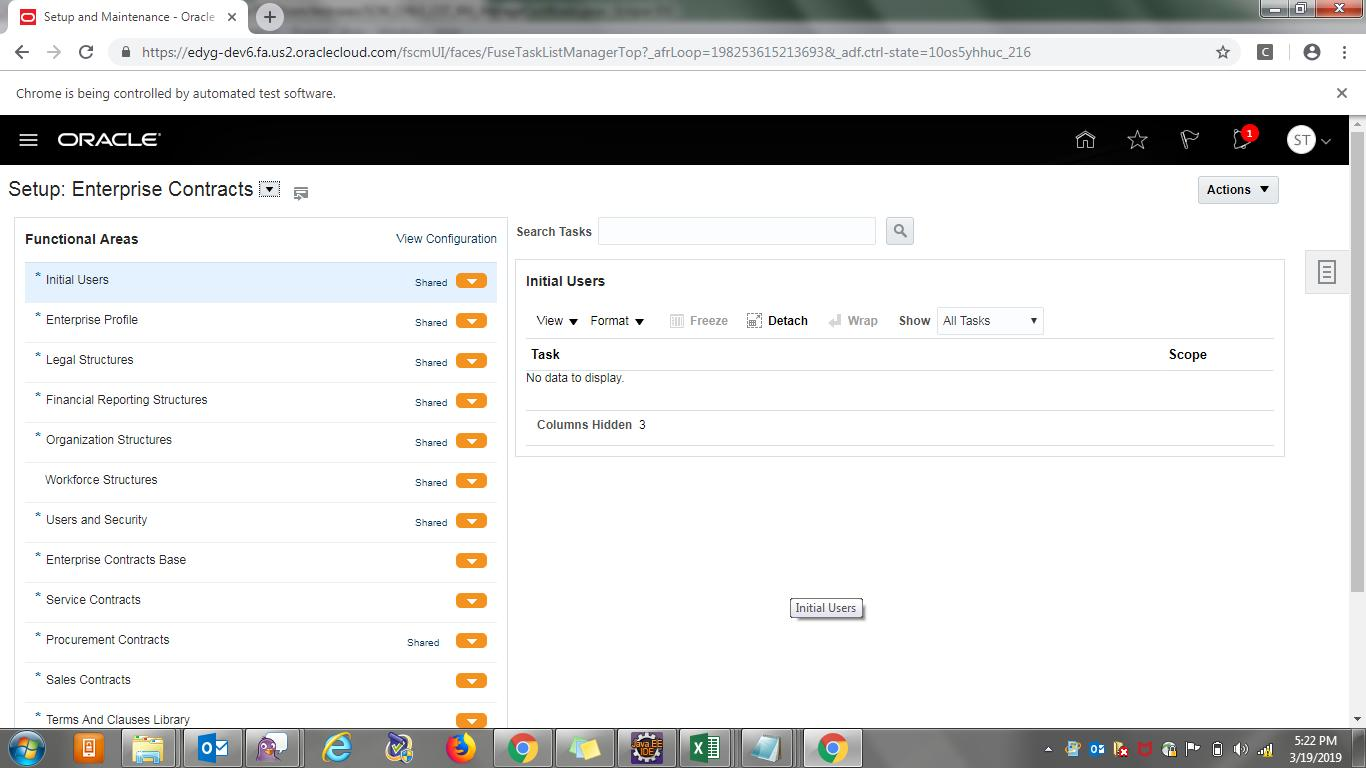 Setup and Maintenance - Oracle
https://edyg-dev6.fa.us2.oraclecloud.com/fscmUI/faces/FuseTaskListManagerTop?_afrLoop=198253615213693&_adf.ctrl-state=10os5yhhuc_216
C
Chrome is being controlled by automated test software.
ORACLE
1
ST
Setup: Enterprise Contracts
Actions
Functional Areas
View Configuration
* Initial Users Shared
* Enterprise Profile Shared
* Legal Structures Shared
* Financial Reporting Structures Shared
* Organization Structures Shared
Workforce Structures Shared
* Users and Security Shared
* Enterprise Contracts Base
* Service Contracts
* Procurement Contracts Shared
* Sales Contracts
* Terms And Clauses Library
Search Tasks
Initial Users
View Format Freeze Detach Wrap Show All Tasks
Task Scope
No data to display.
Columns Hidden 3
Initial Users
Java EE
IDE
5:22 PM
3/19/2019